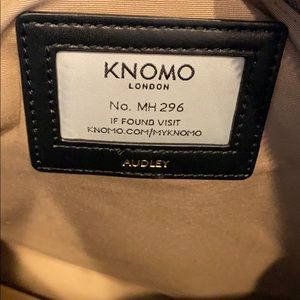 KNOMO
LONDON
No. MH 296
IF FOUND VISIT
KNOMO.COM/MYKNOMO
AUDLEY